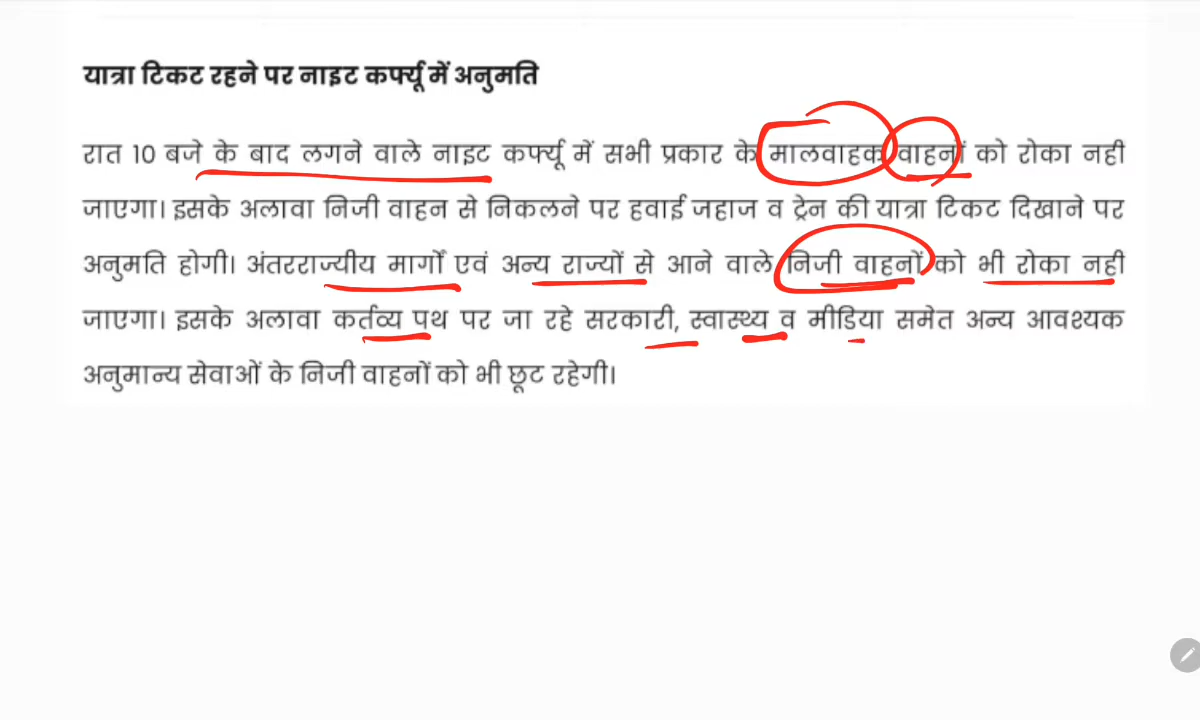 यात्रा टिकट रहने पर नाइट कर्फ्यू में अनुमति
रात 10 बजे के बाद लगने वाले नाइट कर्फ्यू में सभी प्रकार के मालवाहक वाहनों को रोका नही
जाएगा। इसके अलावा निजी वाहन से निकलने पर हवाई जहाज व ट्रेन की यात्रा टिकट दिखाने पर
अनुमति होगी। अंतरराज्यीय मार्गों एवं अन्य राज्यों से आने वाले निजी वाहनों को भी रोका नही
जाएगा। इसके अलावा कर्तव्य पथ पर जा रहे सरकारी, स्वास्थ्य व मीडिया समेत अन्य आवश्यक
अनुमान्य सेवाओं के निजी वाहनों को भी छूट रहेगी।